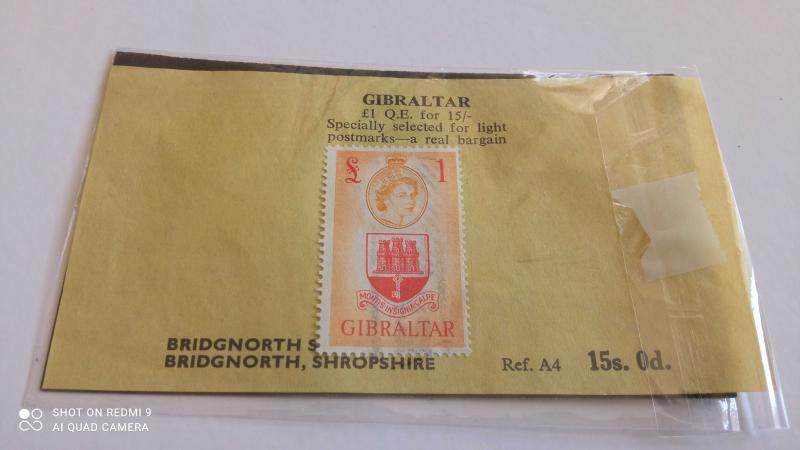 GIBRALTAR
£1 Q.E. for 15/-
Specially selected for light
postmarks—a real bargain
£ 1
MONTIS INSIGNIA CALPE
GIBRALTAR
BRIDGNORTH S
BRIDGNORTH, SHROPSHIRE
Ref. A4 15s. 0d.
SHOT ON REDMI 9
AI QUAD CAMERA